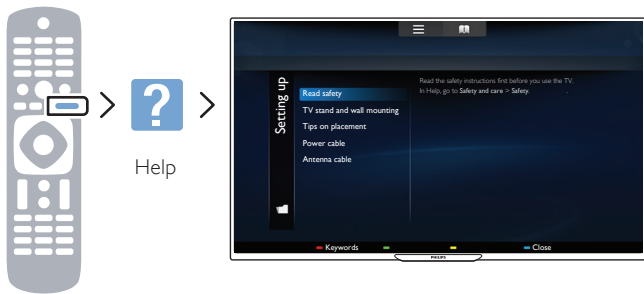 ?
Help
Setting up
Read safety
TV stand and wall mounting
Tips on placement
Power cable
Antenna cable
Read the safety instructions first before you use the TV.
In Help, go to Safety and care > Safety.
Keywords
Close
PHILIPS